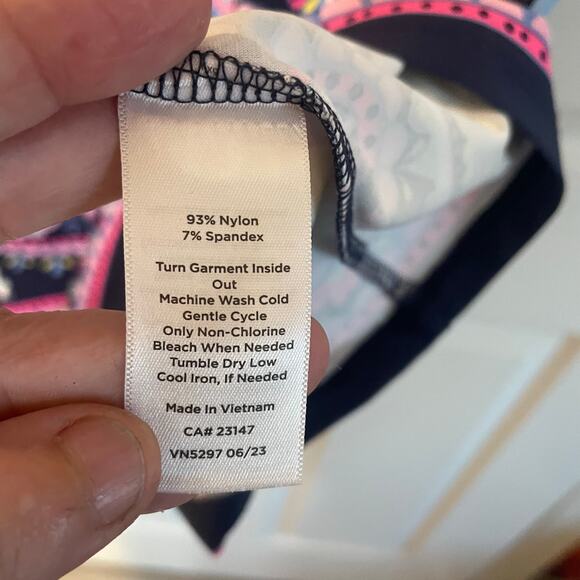 93% Nylon
7% Spandex
Turn Garment Inside
Out
Machine Wash Cold
Gentle Cycle
Only Non-Chlorine
Bleach When Needed
Tumble Dry Low
Cool Iron, If Needed
Made In Vietnam
CA# 23147
VN5297 06/23